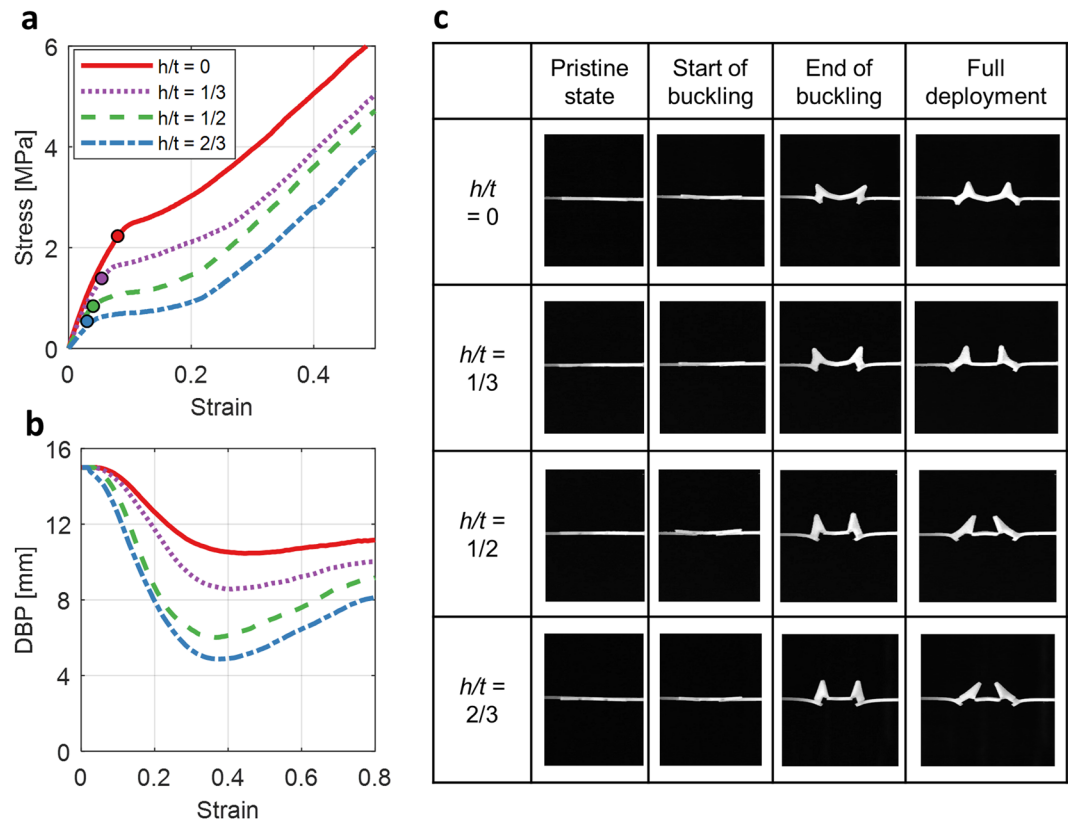 a
6
4
2
0
Stress [MPa]
h/t = 0
h/t = 1/3
h/t = 1/2
h/t = 2/3
0
0.2
0.4
Strain
b
16
12
8
4
0
DBP [mm]
0
0.2
0.4
0.6
0.8
Strain
c
Pristine
state
Start of
buckling
End of
buckling
Full
deployment
h/t
= 0
h/t =
1/3
h/t =
1/2
h/t =
2/3